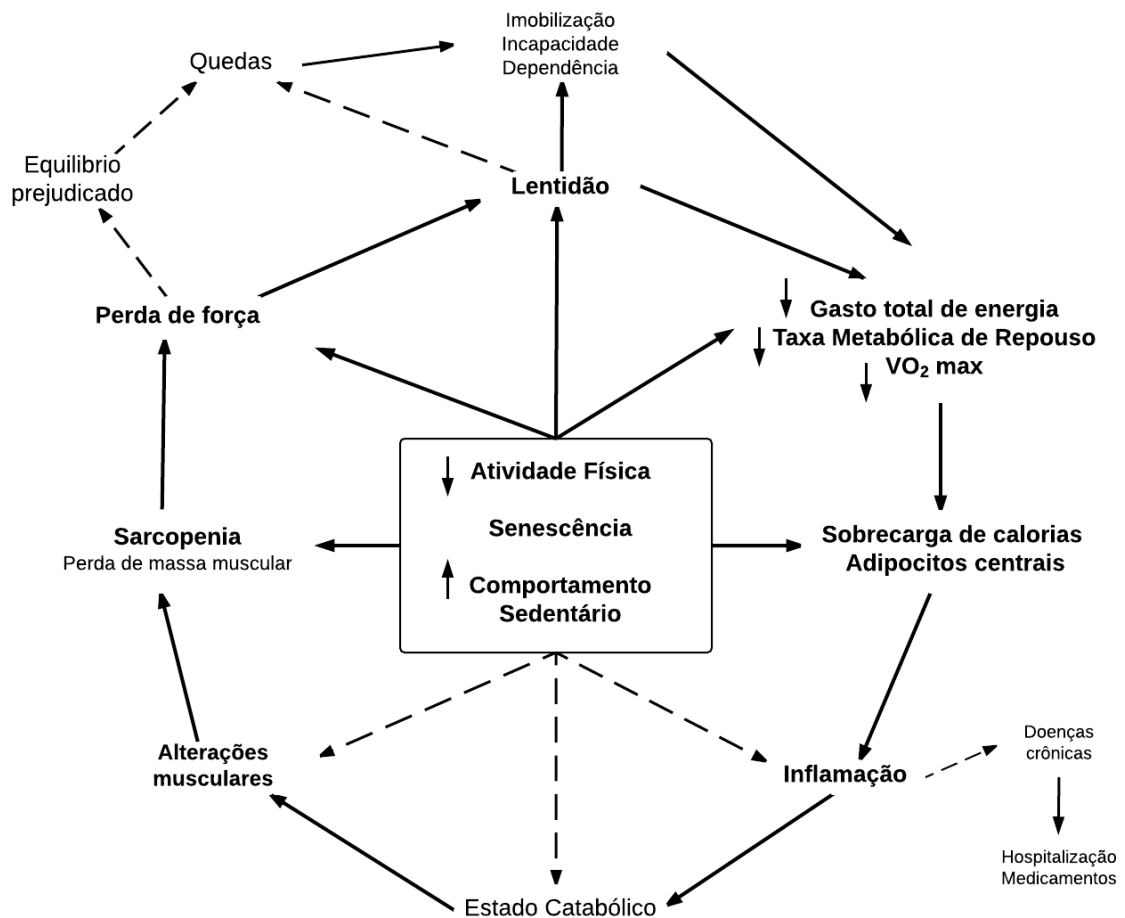 Imobilização
Incapacidade
Dependência
Quedas
Equilibrio
prejudicado
Lentidão
Perda de força
Gasto total de energia
Taxa Metabólica de Repouso
VO₂ max
Atividade Física
Senescência
Comportamento
Sedentário
Sarcopenia
Perda de massa muscular
Sobrecarga de calorias
Adipocitos centrais
Alterações
musculares
Inflamação
Doenças
crônicas
Hospitalização
Medicamentos
Estado Catabólico